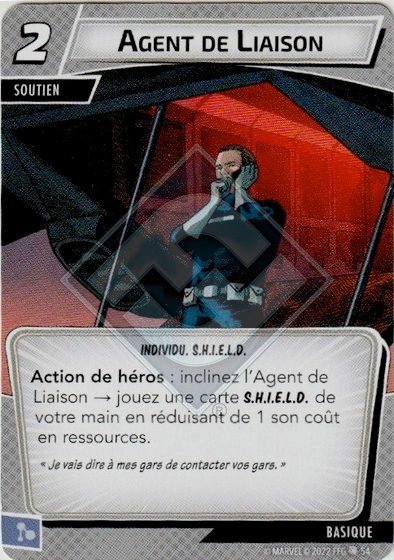 2
AGENT DE LIAISON
SOUTIEN
INDIVIDU. S.H.I.E.L.D.
Action de héros : inclinez l'Agent de
Liaison → jouez une carte S.H.I.E.L.D. de
votre main en réduisant de 1 son coût
en ressources.
« Je vais dire à mes gars de contacter vos gars. »
BASIQUE
© MARVEL © 2022 FFG 54